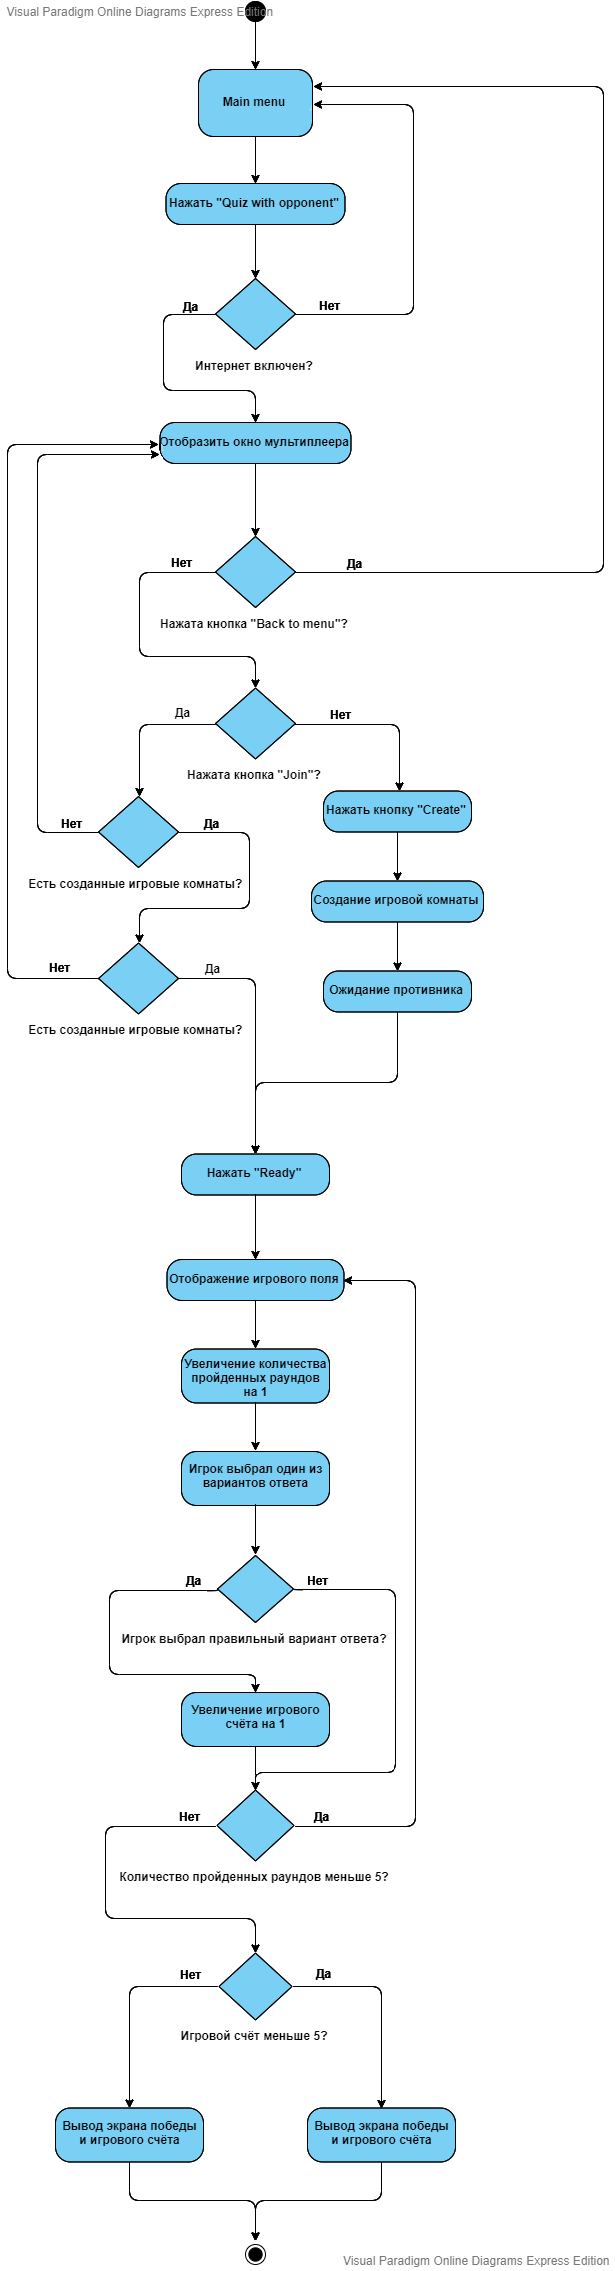 Visual Paradigm Online Diagrams Express Edition
Main menu
Нажать "Quiz with opponent"
Да
Нет
Интернет включен?
Отобразить окно мультиплеера
Нет
Да
Нажата кнопка "Back to menu"?
Да
Нет
Нажата кнопка "Join"?
Нажать кнопку "Create"
Нет
Да
Есть созданные игровые комнаты?
Создание игровой комнаты
Нет
Да
Ожидание противника
Есть созданные игровые комнаты?
Нажать "Ready"
Отображение игрового поля
Увеличение количества
пройденных раундов
на 1
Игрок выбрал один из
вариантов ответа
Да
Нет
Игрок выбрал правильный вариант ответа?
Увеличение игрового
счёта на 1
Нет
Да
Количество пройденных раундов меньше 5?
Нет
Да
Игровой счёт меньше 5?
Вывод экрана победы
и игрового счёта
Вывод экрана победы
и игрового счёта
Visual Paradigm Online Diagrams Express Edition